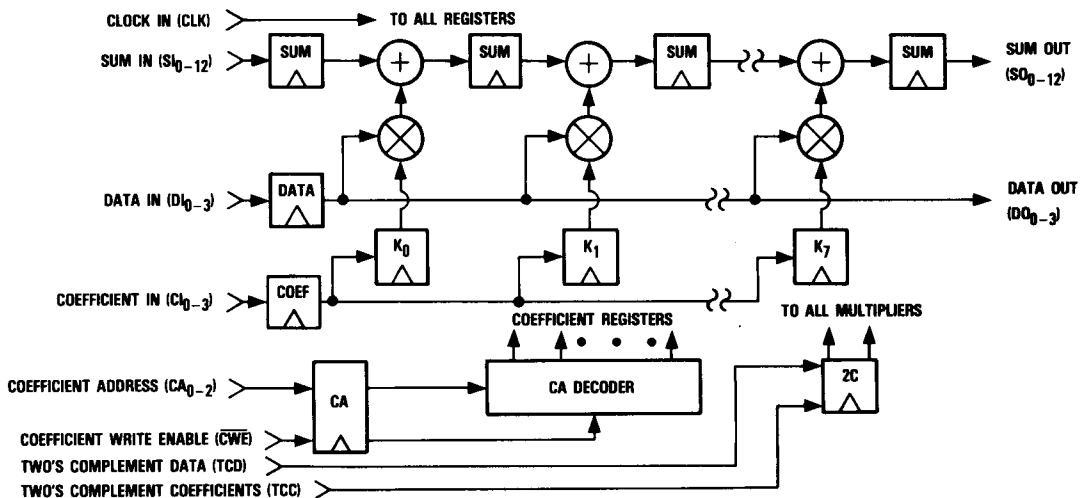 CLOCK IN (CLK)
TO ALL REGISTERS
SUM IN (SI0–12)
SUM
SUM
SUM
SUM
SUM OUT
(SO0–12)
DATA IN (DI0–3)
DATA
DATA OUT
(DO0–3)
K0
K1
K7
COEFFICIENT IN (CI0–3)
COEF
COEFFICIENT REGISTERS
TO ALL MULTIPLIERS
COEFFICIENT ADDRESS (CA0–2)
CA
CA DECODER
2C
COEFFICIENT WRITE ENABLE (C̅W̅E̅)
TWO'S COMPLEMENT DATA (TCD)
TWO'S COMPLEMENT COEFFICIENTS (TCC)